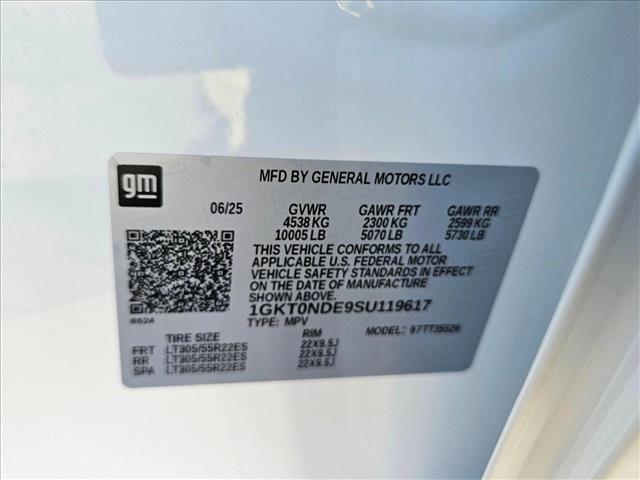 gm
MFD BY GENERAL MOTORS LLC
06/25 GVWR GAWR FRT GAWR RR
4538 KG 2300 KG 2599 KG
10005 LB 5070 LB 5730 LB
THIS VEHICLE CONFORMS TO ALL
APPLICABLE U.S. FEDERAL MOTOR
VEHICLE SAFETY STANDARDS IN EFFECT
ON THE DATE OF MANUFACTURE
SHOWN ABOVE.
1GKT0NDE9SU119617
8624
TYPE: MPV MODEL: 97TT35526
TIRE SIZE RIM
FRT LT305/55R22ES 22X9.5J
RR LT305/55R22ES 22X9.5J
SPA LT305/55R22ES 22X9.5J